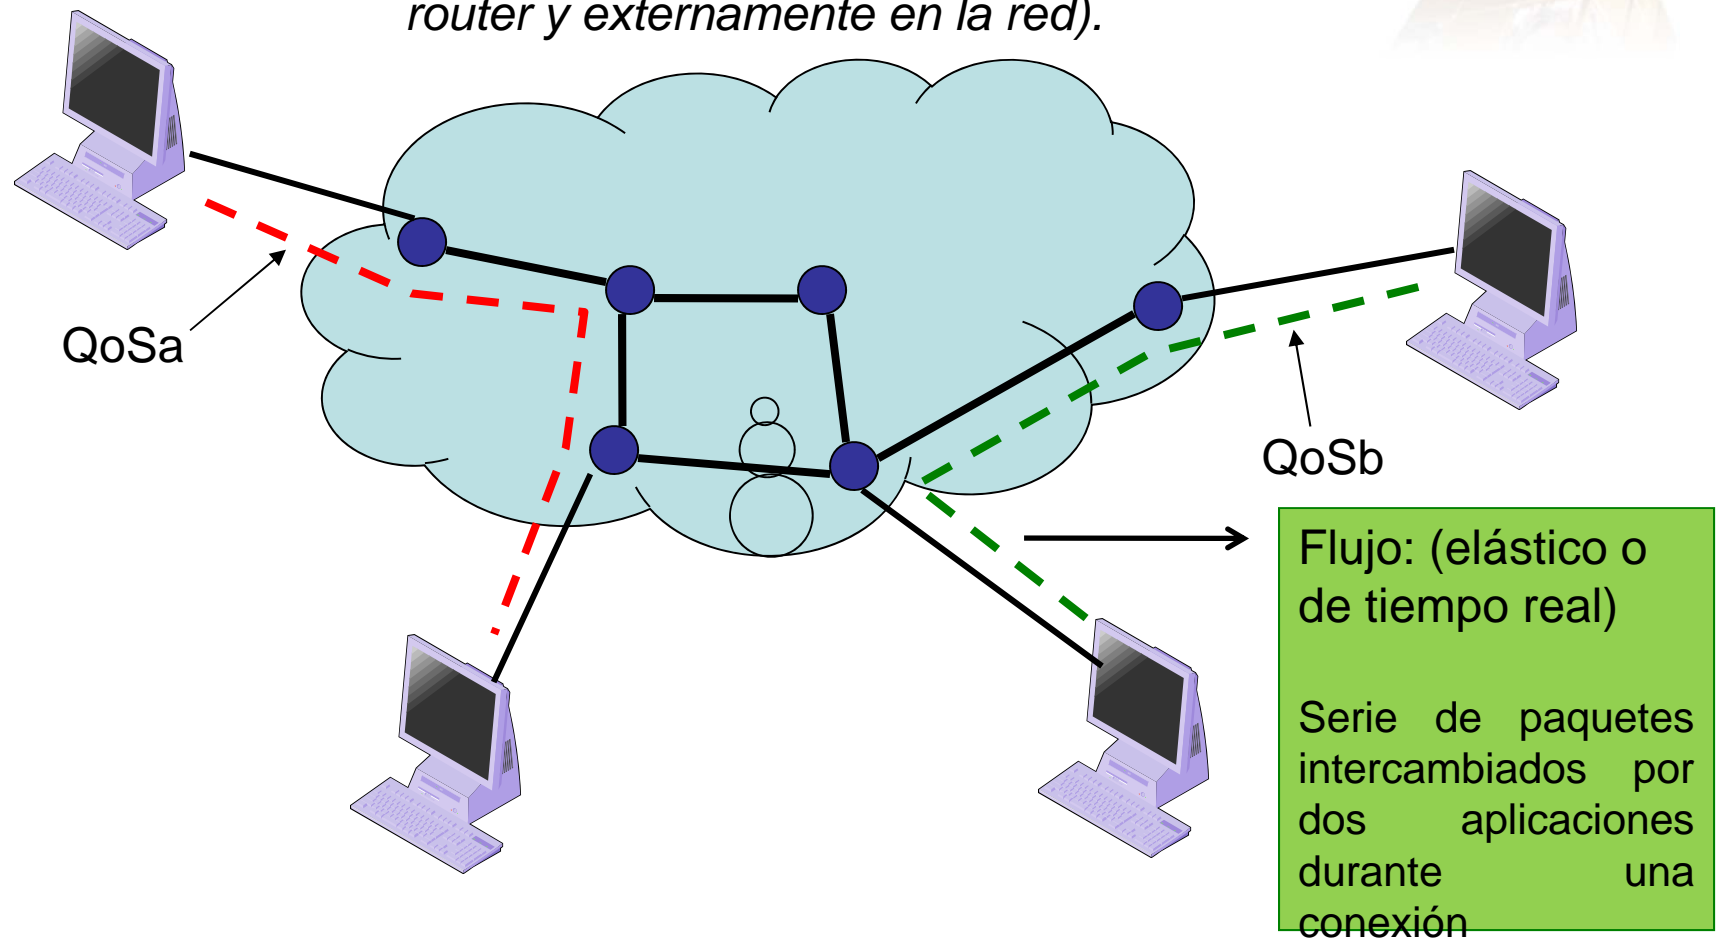 router y externamente en la red).
QoSa
QoSb
Flujo: (elástico o
de tiempo real)
Serie de paquetes
intercambiados por
dos aplicaciones
durante una
conexión